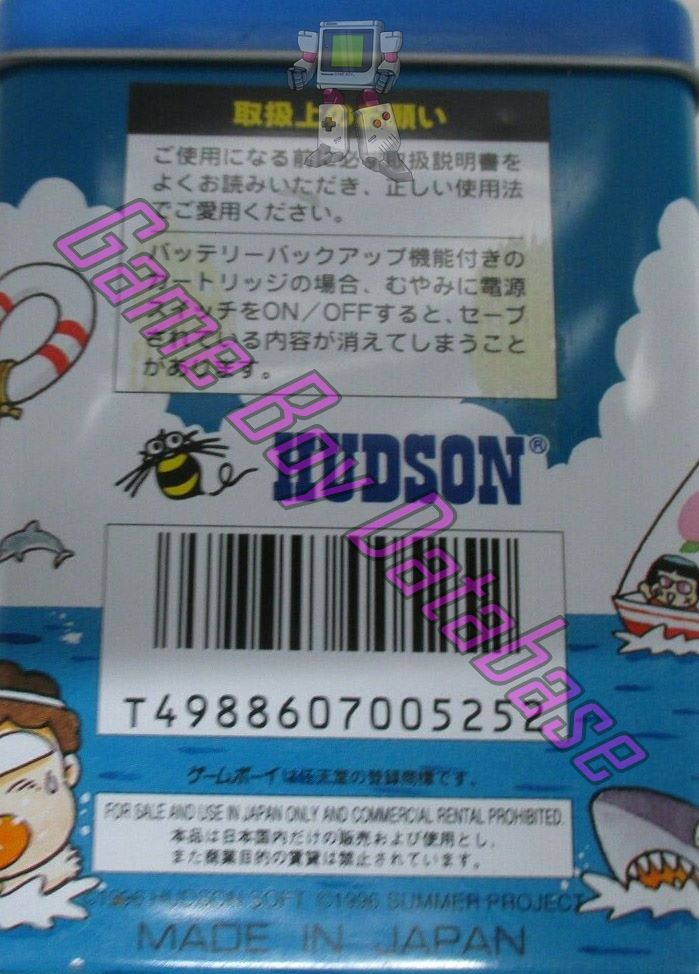 取扱上のお願い
ご使用になる前に必ず取扱説明書を
よくお読みいただき、正しい使用法
でご愛用ください。
バッテリーバックアップ機能付きの
カートリッジの場合、むやみに電源
スイッチをON/OFFすると、セーブ
されている内容が消えてしまうこと
があります。
HUDSON®
T4988607005252
ゲームボーイは任天堂の登録商標です。
FOR SALE AND USE IN JAPAN ONLY AND COMMERCIAL RENTAL PROHIBITED.
本品は日本国内だけの販売および使用とし、
また商業目的の賃貸は禁止されています。
©1996 HUDSON SOFT ©1996 SUMMER PROJECT
MADE IN JAPAN
Game Boy Database